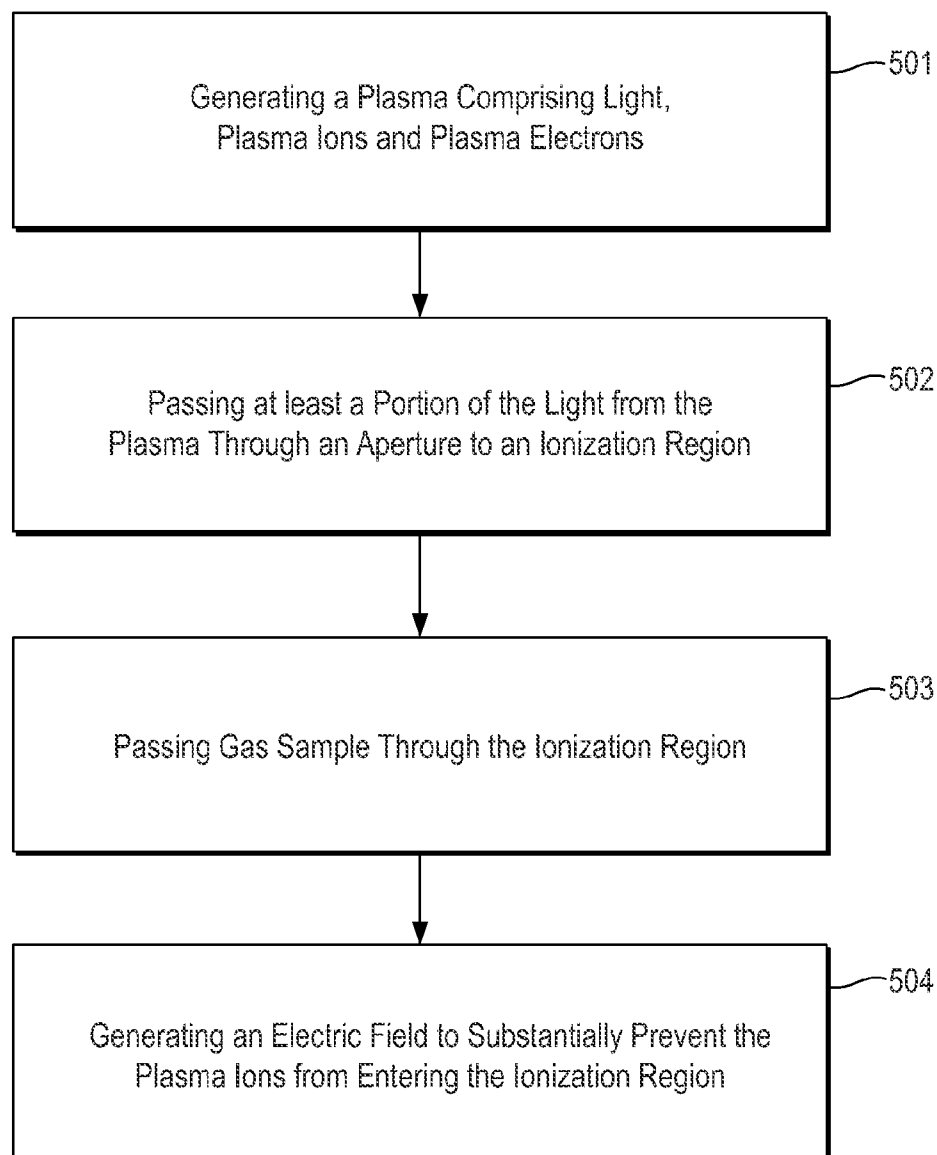 501
Generating a Plasma Comprising Light,
Plasma Ions and Plasma Electrons
502
Passing at least a Portion of the Light from the
Plasma Through an Aperture to an Ionization Region
503
Passing Gas Sample Through the Ionization Region
504
Generating an Electric Field to Substantially Prevent the
Plasma Ions from Entering the Ionization Region